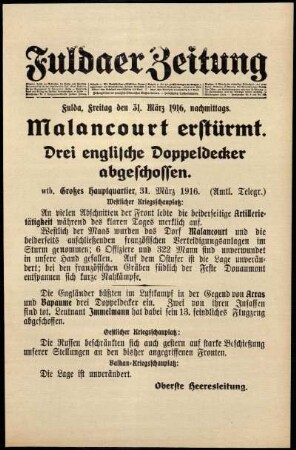 Fuldaer Zeitung
Fulda, Freitag den 31. März 1916, nachmittags.
Malancourt erstürmt.
Drei englische Doppeldecker
abgeschossen.
wtb. Großes Hauptquartier, 31. März 1916. (Amtl. Telegr.)
Westlicher Kriegsschauplatz:
An vielen Abschnitten der Front lebte die beiderseitige Artillerie-
tätigkeit während des klaren Tages merklich auf.
Westlich der Maas wurden das Dorf Malancourt und die
beiderseits anschließenden französischen Verteidigungsanlagen im
Sturm genommen; 6 Offiziere und 322 Mann sind unverwundet
in unsere Hand gefallen. Auf dem Ostufer ist die Lage unverän-
dert; bei den französischen Gräben südlich der Feste Douaumont
entspannen sich kurze Nahkämpfe.
Die Engländer büßten im Luftkampf in der Gegend von Arras
und Bapaume drei Doppeldecker ein. Zwei von ihren Insassen
sind tot. Leutnant Immelmann hat dabei sein 13. feindliches Flugzeug
abgeschossen.
Oestlicher Kriegsschauplatz:
Die Russen beschränkten sich auch gestern auf starke Beschießung
unserer Stellungen an den bisher angegriffenen Fronten.
Balkan-Kriegsschauplatz:
Die Lage ist unverändert.
Oberste Heeresleitung.